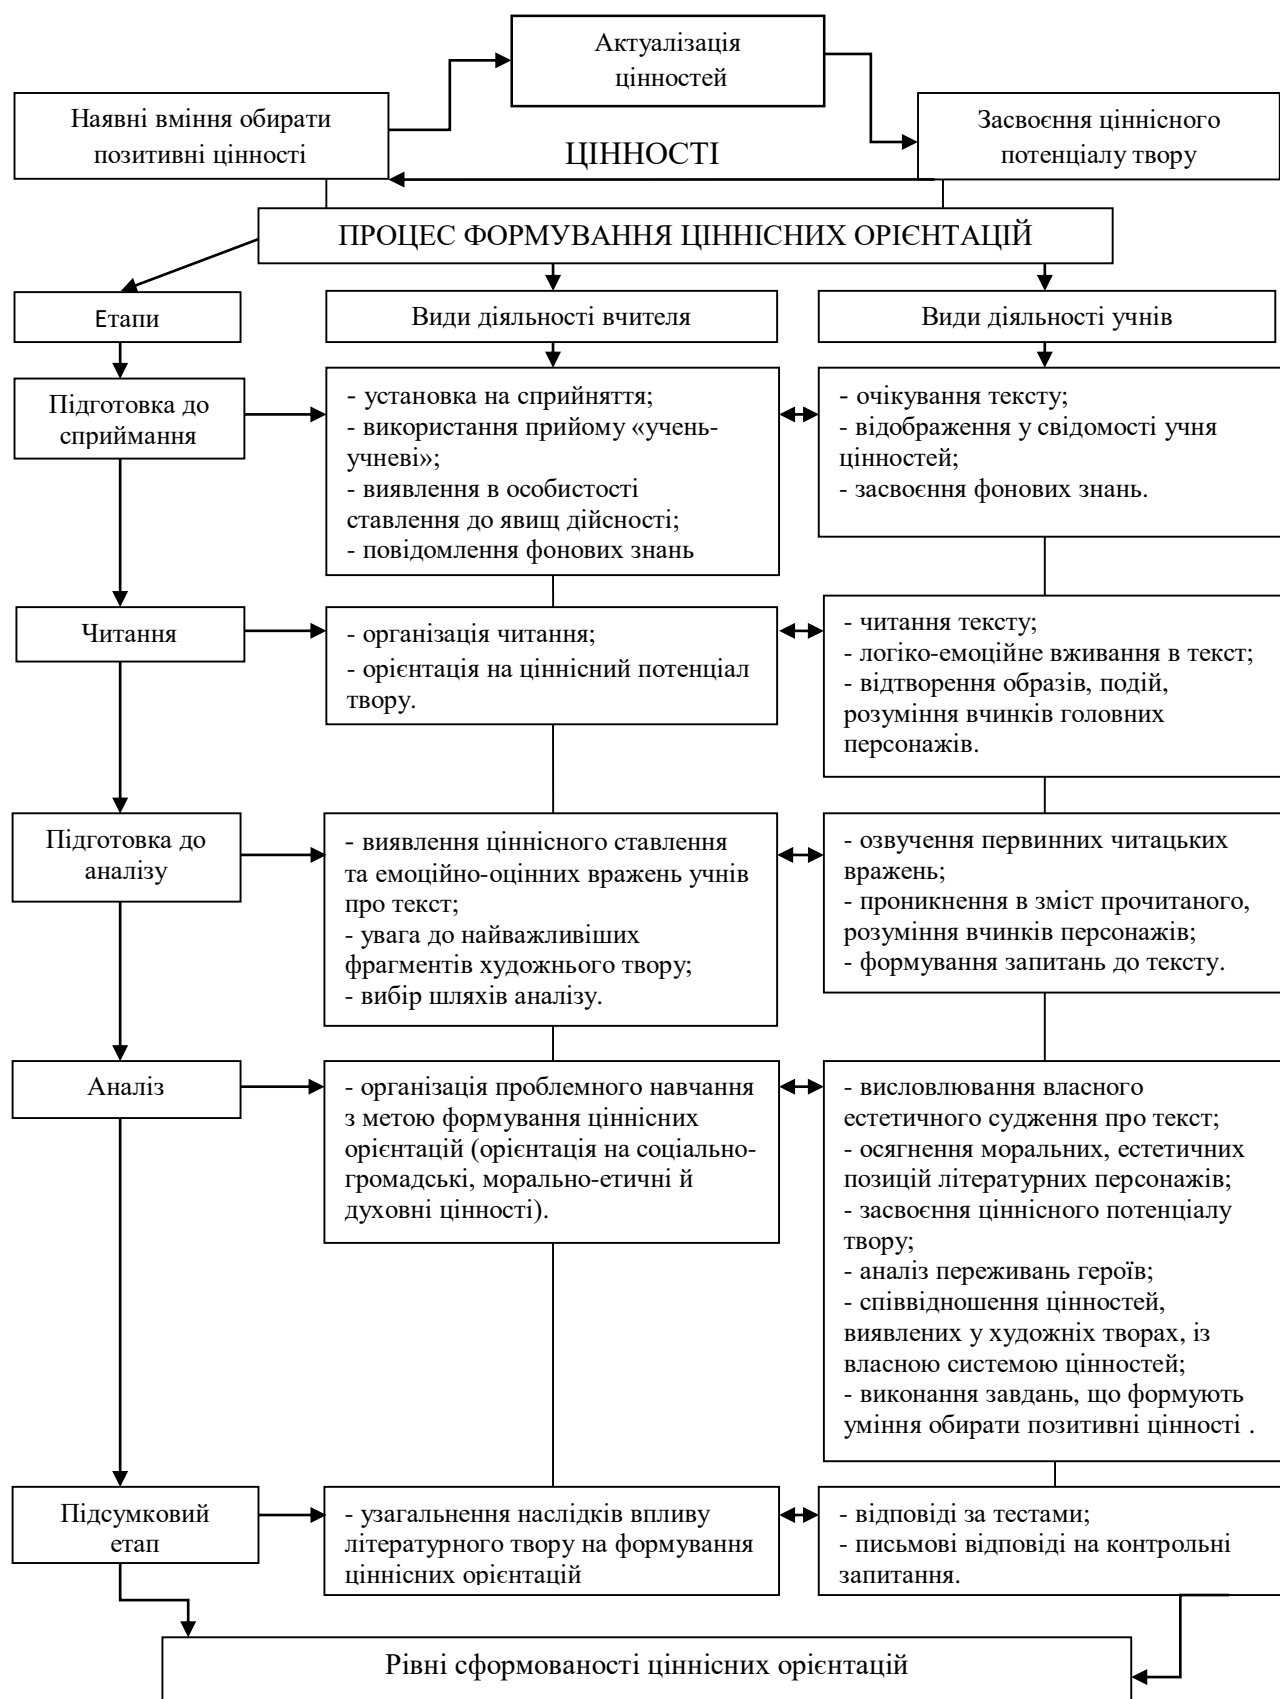 Актуалізація
цінностей
Наявні вміння обирати
позитивні цінності
ЦІННОСТІ
Засвоєння ціннісного
потенціалу твору
ПРОЦЕС ФОРМУВАННЯ ЦІННІСНИХ ОРІЄНТАЦІЙ
Етапи
Види діяльності вчителя
Види діяльності учнів
Підготовка до
сприймання
- установка на сприйняття;
- використання прийому «учень-
учневі»;
- виявлення в особистості
ставлення до явищ дійсності;
- повідомлення фонових знань
- очікування тексту;
- відображення у свідомості учня
цінностей;
- засвоєння фонових знань.
Читання
- організація читання;
- орієнтація на ціннісний потенціал
твору.
- читання тексту;
- логіко-емоційне вживання в текст;
- відтворення образів, подій,
розуміння вчинків головних
персонажів.
Підготовка до
аналізу
- виявлення ціннісного ставлення
та емоційно-оцінних вражень учнів
про текст;
- увага до найважливіших
фрагментів художнього твору;
- вибір шляхів аналізу.
- озвучення первинних читацьких
вражень;
- проникнення в зміст прочитаного,
розуміння вчинків персонажів;
- формування запитань до тексту.
Аналіз
- організація проблемного навчання
з метою формування ціннісних
орієнтацій (орієнтація на соціально-
громадські, морально-етичні й
духовні цінності).
- висловлювання власного
естетичного судження про текст;
- осягнення моральних, естетичних
позицій літературних персонажів;
- засвоєння ціннісного потенціалу
твору;
- аналіз переживань героїв;
- співвідношення цінностей,
виявлених у художніх творах, із
власною системою цінностей;
- виконання завдань, що формують
уміння обирати позитивні цінності .
Підсумковий
етап
- узагальнення наслідків впливу
літературного твору на формування
ціннісних орієнтацій
- відповіді за тестами;
- письмові відповіді на контрольні
запитання.
Рівні сформованості ціннісних орієнтацій